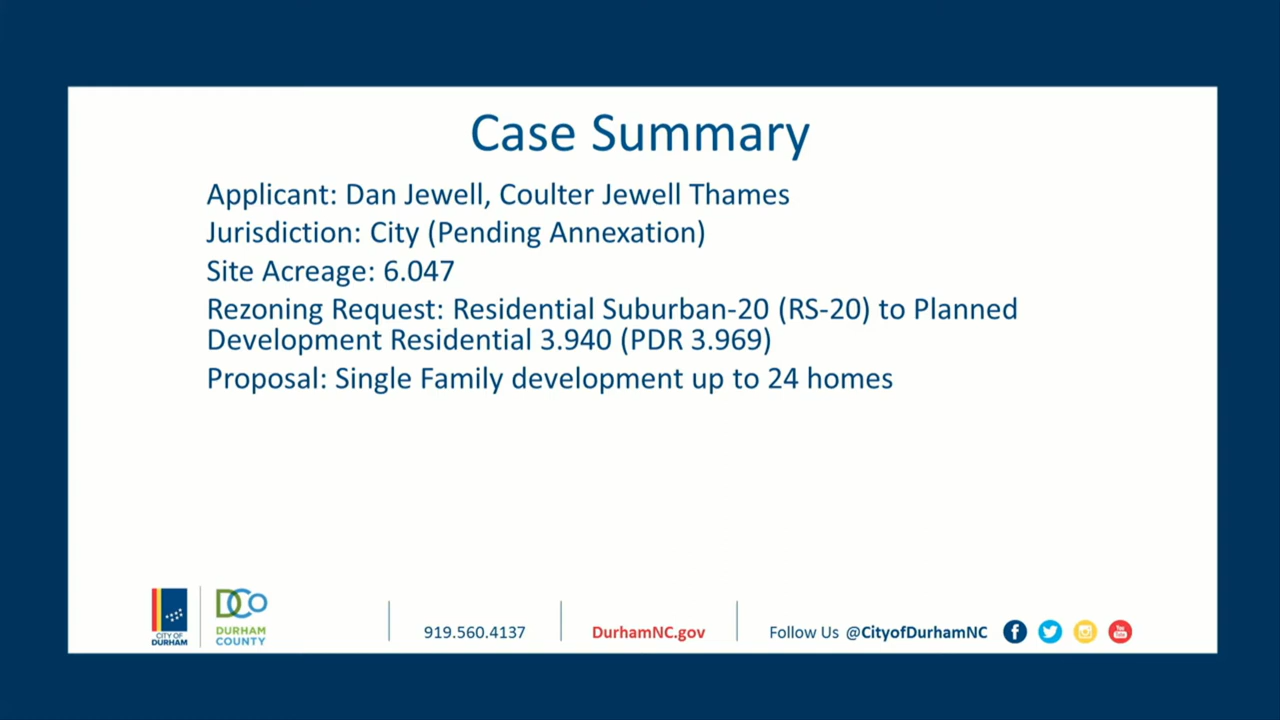 Case Summary
Applicant: Dan Jewell, Coulter Jewell Thames
Jurisdiction: City (Pending Annexation)
Site Acreage: 6.047
Rezoning Request: Residential Suburban-20 (RS-20) to Planned
Development Residential 3.940 (PDR 3.969)
Proposal: Single Family development up to 24 homes
CITY OF
DURHAM
DCo
DURHAM
COUNTY
919.560.4137
DurhamNC.gov
Follow Us @CityofDurhamNC
You
Tube